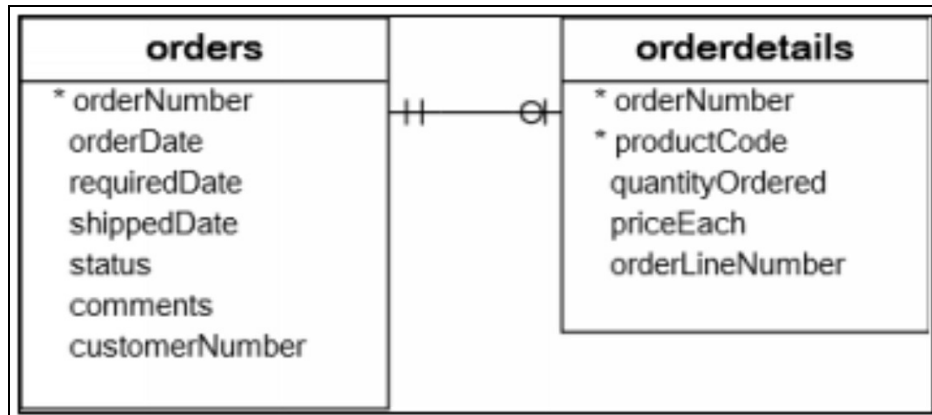 orders
* orderNumber
orderDate
requiredDate
shippedDate
status
comments
customerNumber
orderdetails
* orderNumber
* productCode
quantityOrdered
priceEach
orderLineNumber